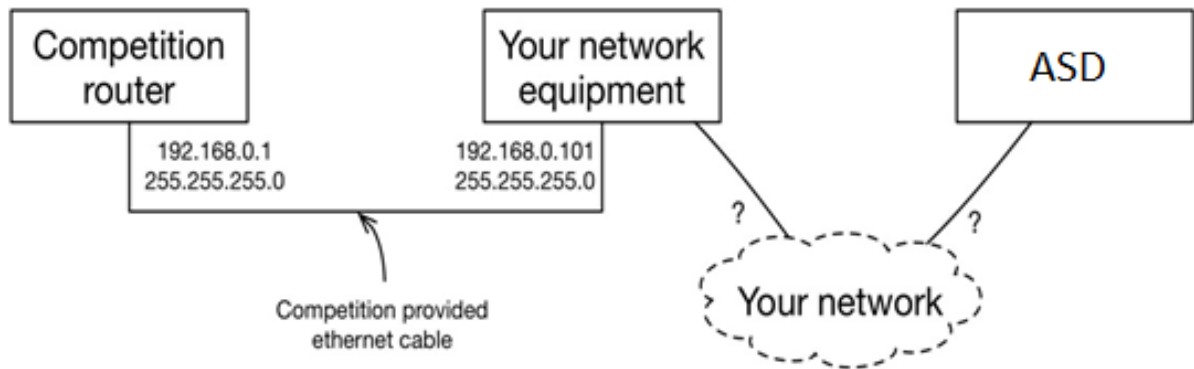 Competition
router
Your network
equipment
ASD
192.168.0.1
255.255.255.0
192.168.0.101
255.255.255.0
?
?
Competition provided
ethernet cable
Your network